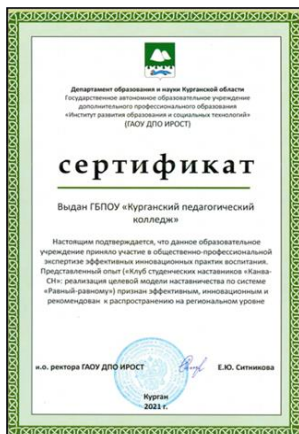 Департамент образования и науки Курганской области
Государственное автономное образовательное учреждение
дополнительного профессионального образования
«Институт развития образования и социальных технологий»
(ГАОУ ДПО ИРОСТ)
сертификат
Выдан ГБПОУ «Курганский педагогический
колледж»
Настоящим подтверждается, что данное образовательное
учреждение приняло участие в общественно-профессиональной
экспертизе эффективных инновационных практик воспитания.
Представленный опыт («Клуб студенческих наставников «Канва-
СН»: реализация целевой модели наставничества по системе
«Равный-равному») признан эффективным, инновационным и
рекомендован к распространению на региональном уровне
и.о. ректора ГАОУ ДПО ИРОСТ Е.Ю. Ситникова
Курган
2021 г.